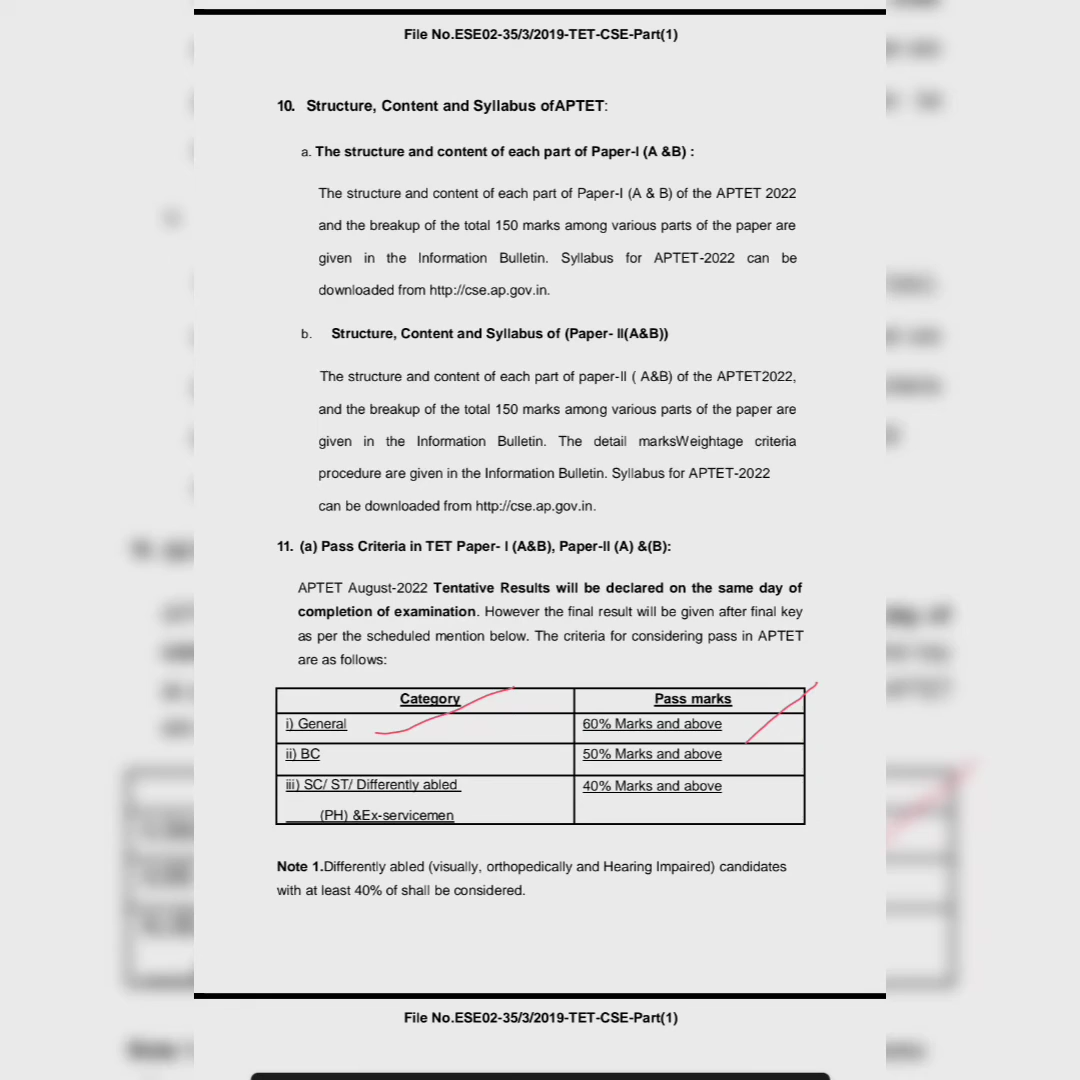 File No.ESE02-35/3/2019-TET-CSE-Part(1)
10. Structure, Content and Syllabus ofAPTET:
a. The structure and content of each part of Paper-I (A &B) :
The structure and content of each part of Paper-I (A & B) of the APTET 2022
and the breakup of the total 150 marks among various parts of the paper are
given in the Information Bulletin. Syllabus for APTET-2022 can be
downloaded from http://cse.ap.gov.in.
b. Structure, Content and Syllabus of (Paper- II(A&B))
The structure and content of each part of paper-II ( A&B) of the APTET2022,
and the breakup of the total 150 marks among various parts of the paper are
given in the Information Bulletin. The detail marksWeightage criteria
procedure are given in the Information Bulletin. Syllabus for APTET-2022
can be downloaded from http://cse.ap.gov.in.
11. (a) Pass Criteria in TET Paper- I (A&B), Paper-II (A) &(B):
APTET August-2022 Tentative Results will be declared on the same day of
completion of examination. However the final result will be given after final key
as per the scheduled mention below. The criteria for considering pass in APTET
are as follows:
Category Pass marks
i) General 60% Marks and above
ii) BC 50% Marks and above
iii) SC/ ST/ Differently abled 40% Marks and above
(PH) &Ex-servicemen
Note 1.Differently abled (visually, orthopedically and Hearing Impaired) candidates
with at least 40% of shall be considered.
File No.ESE02-35/3/2019-TET-CSE-Part(1)